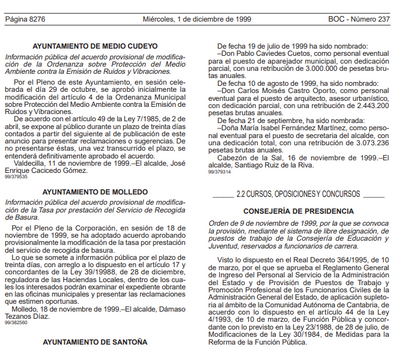 Página 8276
Miércoles, 1 de diciembre de 1999
BOC - Número 237
AYUNTAMIENTO DE MEDIO CUDEYO
Información pública del acuerdo provisional de modifica-
ción de la Ordenanza sobre Protección del Medio
Ambiente contra la Emisión de Ruidos y Vibraciones.
Por el Pleno de este Ayuntamiento, en sesión cele-
brada el día 29 de octubre, se aprobó inicialmente la
modificación del artículo 4 de la Ordenanza Municipal
sobre Protección del Medio Ambiente contra la Emisión de
Ruidos y Vibraciones.
De acuerdo con el artículo 49 de la Ley 7/1985, de 2 de
abril, se expone al público durante un plazo de treinta días
contados a partir del siguiente al de publicación de este
anuncio para presentar reclamaciones o sugerencias. De
no presentarse éstas, una vez transcurrido el plazo, se
entenderá definitivamente aprobado el acuerdo.
Valdecilla, 11 de noviembre de 1999.–El alcalde, José
Enrique Cacicedo Gómez.
99/379535
AYUNTAMIENTO DE MOLLEDO
Información pública del acuerdo provisional de modifica-
ción de la Tasa por prestación del Servicio de Recogida
de Basura.
Por el Pleno de la Corporación, en sesión de 18 de
noviembre de 1999, se ha adoptado acuerdo aprobando
provisionalmente la modificación de la tasa por prestación
del servicio de recogida de basura.
Lo que se somete a información pública por el plazo de
treinta días, con arreglo a lo dispuesto en el artículo 17 y
concordantes de la Ley 39/19988, de 28 de diciembre,
reguladora de las Haciendas Locales, dentro de los cua-
les los interesados podrán examinar el expediente obrante
en las oficinas municipales y presentar las reclamaciones
que estimen oportunas.
Molledo, 18 de noviembre de 1999.–El alcalde, Dámaso
Tezanos Díaz.
99/382560
AYUNTAMIENTO DE SANTOÑA
De fecha 19 de julio de 1999 ha sido nombrado:
–Don Pablo Caviedes Cuetos, como personal eventual
para el puesto de aparejador municipal, con dedicación
parcial, con una retribución de 3.000.000 de pesetas bru-
tas anuales.
De fecha 10 de agosto de 1999, ha sido nombrado:
–Don Carlos Moisés Castro Oporto, como personal
eventual para el puesto de arquitecto, asesor urbanístico,
con dedicación parcial, con una retribución de 2.443.200
pesetas brutas anuales.
De fecha 21 de septiembre, ha sido nombrado:
–Doña María Isabel Fernández Martínez, como perso-
nal eventual para el puesto de secretaria del alcalde, con
una dedicación total, con una retribución de 3.073.236
pesetas brutas anuales.
Cabezón de la Sal, 16 de noviembre de 1999.–El
alcalde, Santiago Ruiz de la Riva.
99/379314
2.2 CURSOS, OPOSICIONES Y CONCURSOS
CONSEJERÍA DE PRESIDENCIA
Orden de 9 de noviembre de 1999, por la que se convoca
la provisión, mediante el sistema de libre designación, de
puestos de trabajo de la Consejería de Educación y
Juventud, reservados a funcionarios de carrera.
Visto lo dispuesto en el Real Decreto 364/1995, de 10
de marzo, por el que se aprueba el Reglamento General
de Ingreso del Personal al Servicio de la Administración
del Estado y de Provisión de Puestos de Trabajo y
Promoción Profesional de los Funcionarios Civiles de la
Administración General del Estado, de aplicación supleto-
ria al ámbito de la Comunidad Autónoma de Cantabria, de
acuerdo con lo dispuesto en el artículo 44 de la Ley
4/1993, de 10 de marzo, de Función Pública y concor-
dante con lo previsto en la Ley 23/1988, de 28 de julio, de
Modificaciones de la Ley 30/1984, de Medidas para la
Reforma de la Función Pública.